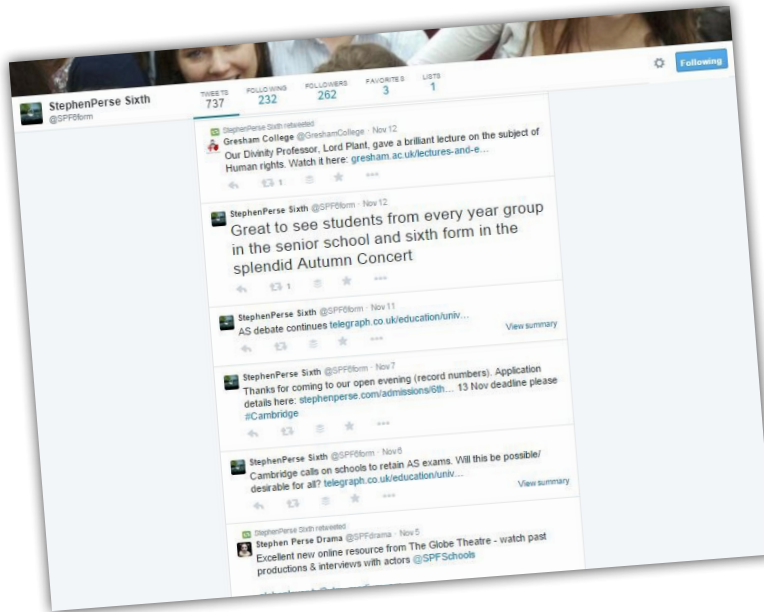 StephenPerse Sixth
@SPF6form
TWEETS
737
FOLLOWING
232
FOLLOWERS
262
FAVORITES
3
LISTS
1
Following
StephenPerse Sixth retweeted
Gresham College @GreshamCollege · Nov 12
Our Divinity Professor, Lord Plant, gave a brilliant lecture on the subject of
Human rights. Watch it here: gresham.ac.uk/lectures-and-e…
1
StephenPerse Sixth @SPF6form · Nov 12
Great to see students from every year group
in the senior school and sixth form in the
splendid Autumn Concert
1
StephenPerse Sixth @SPF6form · Nov 11
AS debate continues telegraph.co.uk/education/univ…
View summary
StephenPerse Sixth @SPF6form · Nov 7
Thanks for coming to our open evening (record numbers). Application
details here: stephenperse.com/admissions/6th… 13 Nov deadline please
#Cambridge
StephenPerse Sixth @SPF6form · Nov 6
Cambridge calls on schools to retain AS exams. Will this be possible/
desirable for all? telegraph.co.uk/education/univ…
View summary
StephenPerse Sixth retweeted
Stephen Perse Drama @SPFdrama · Nov 5
Excellent new online resource from The Globe Theatre - watch past
productions & interviews with actors @SPFSchools